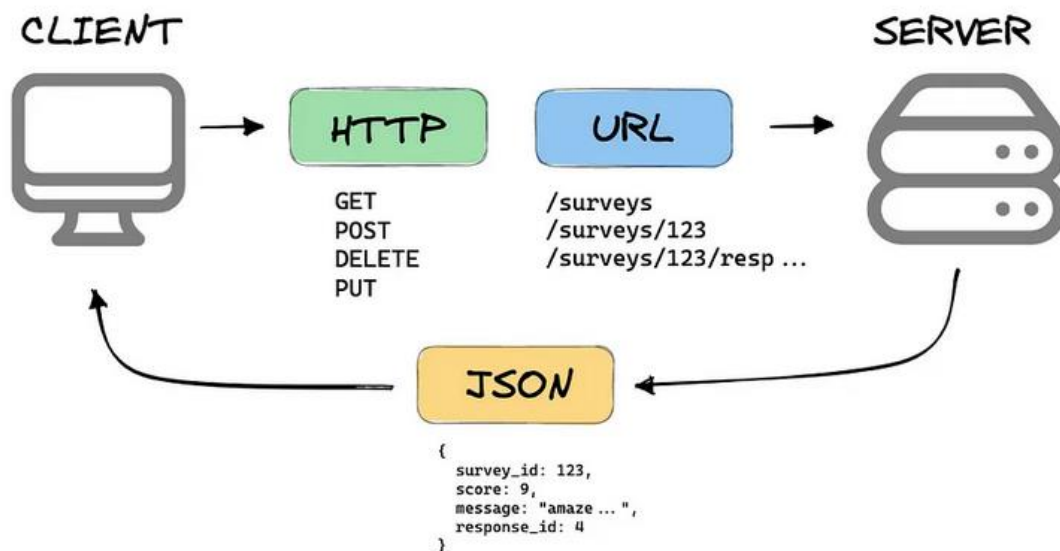 CLIENT
SERVER
HTTP
URL
GET
POST
DELETE
PUT
/surveys
/surveys/123
/surveys/123/resp ...
JSON
{
survey_id: 123,
score: 9,
message: "amaze ... ",
response_id: 4
}